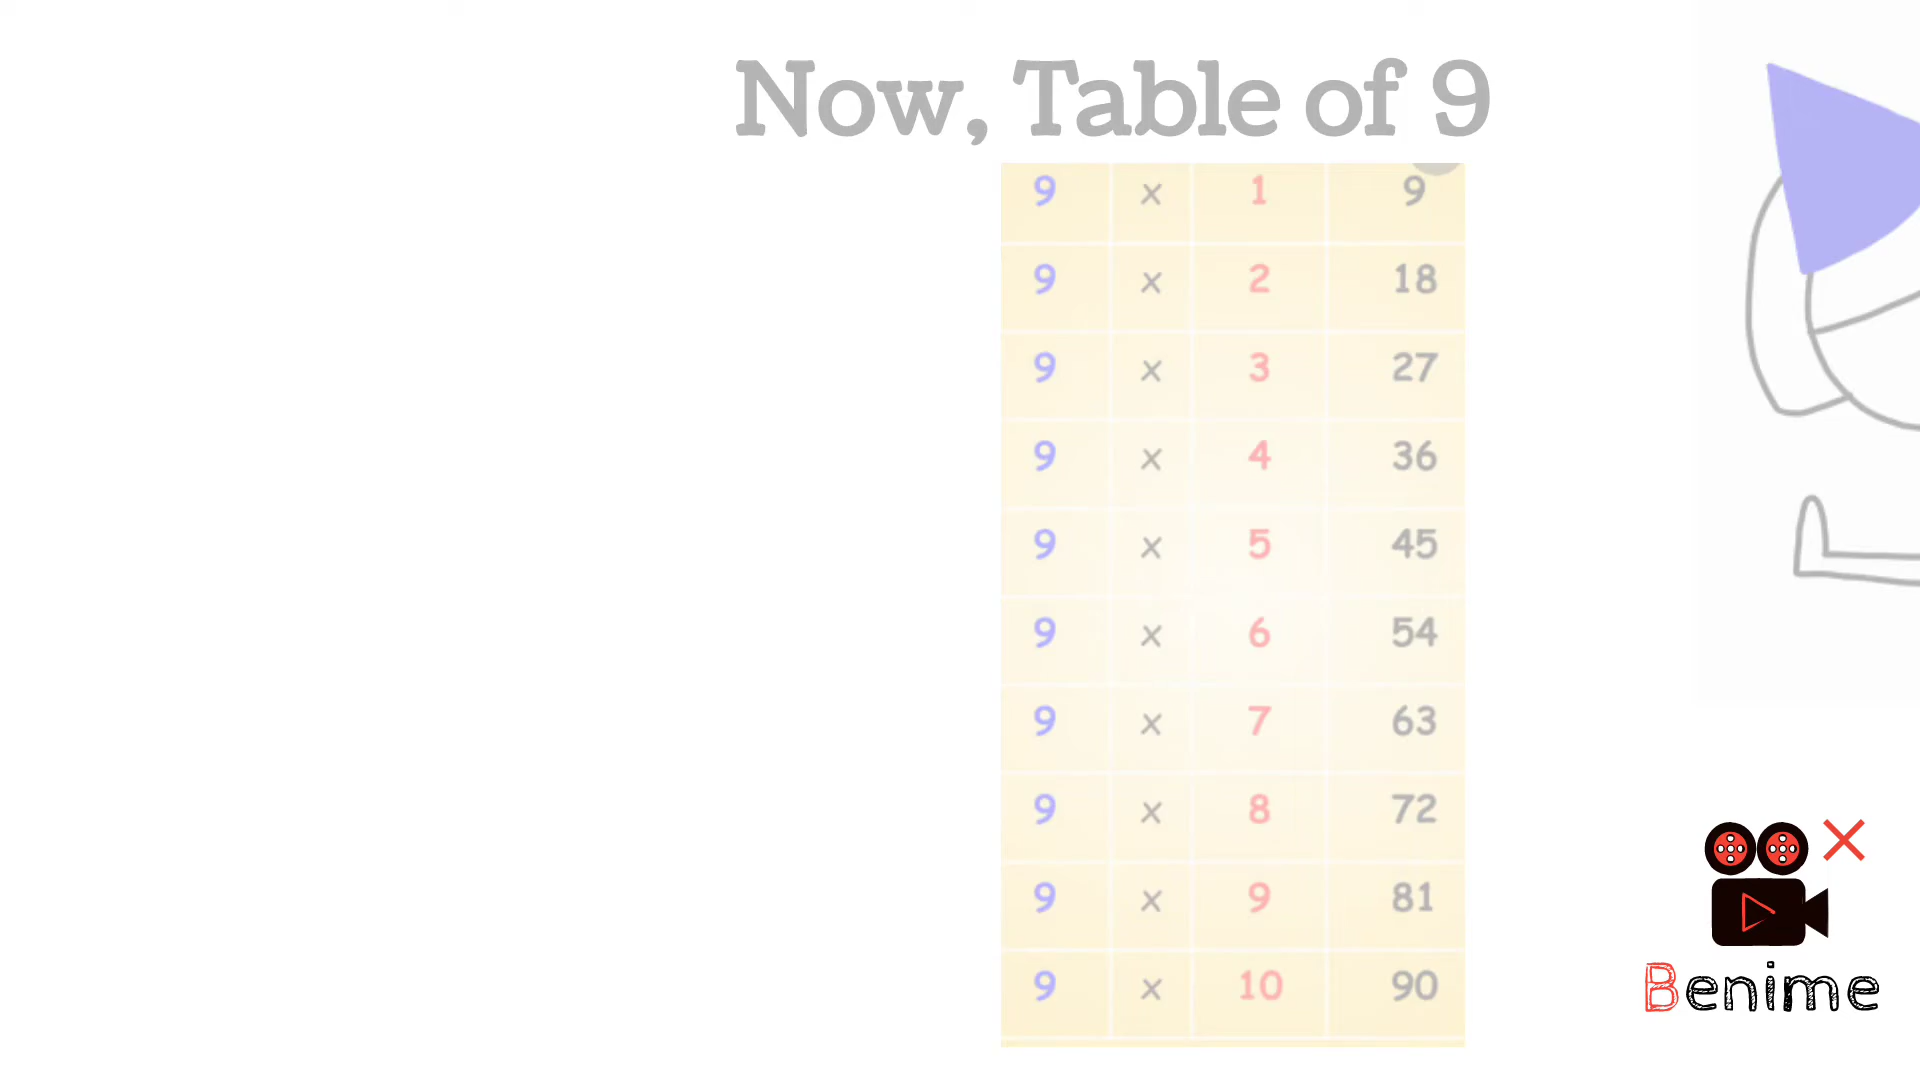 Now, Table of 9
9 x 1 9
9 x 2 18
9 x 3 27
9 x 4 36
9 x 5 45
9 x 6 54
9 x 7 63
9 x 8 72
9 x 9 81
9 x 10 90
Benime